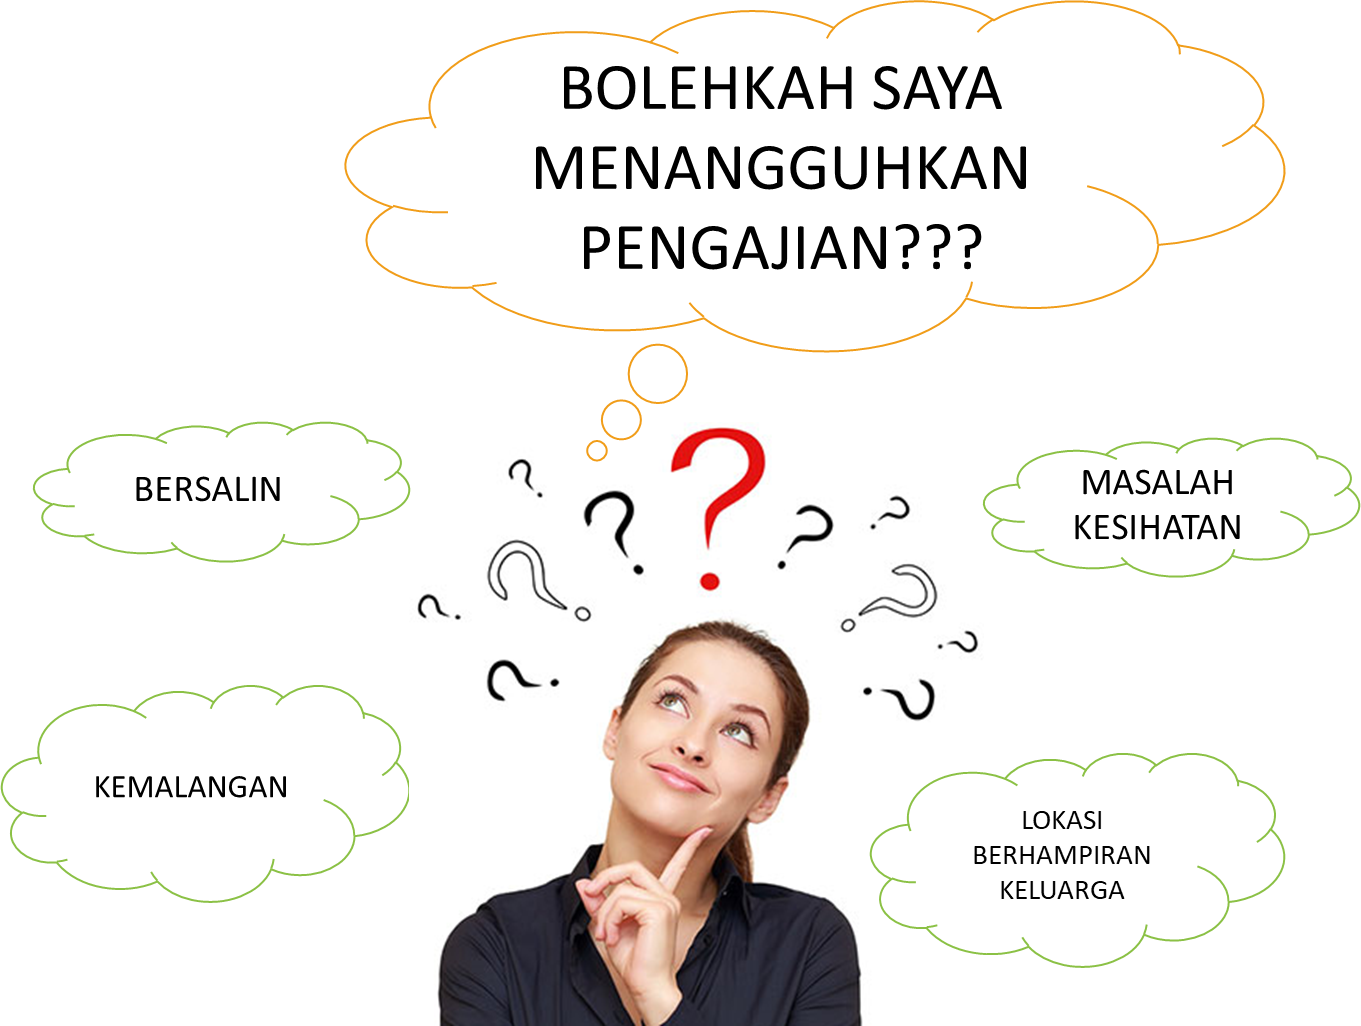 BOLEHKAH SAYA
MENANGGUHKAN
PENGAJIAN???
BERSALIN
MASALAH
KESIHATAN
KEMALANGAN
LOKASI
BERHAMPIRAN
KELUARGA